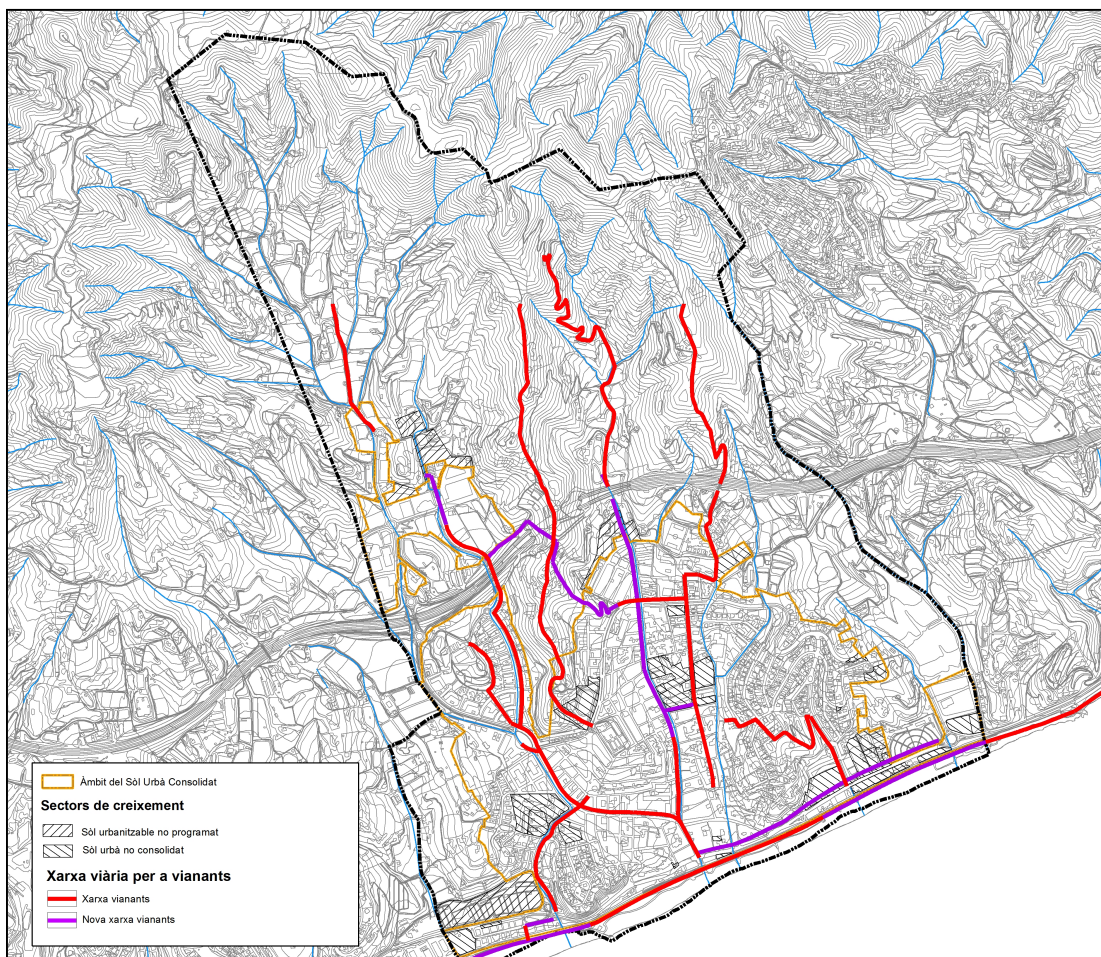 Àmbit del Sòl Urbà Consolidat
Sectors de creixement
Sòl urbanitzable no programat
Sòl urbà no consolidat
Xarxa viària per a vianants
Xarxa vianants
Nova xarxa vianants